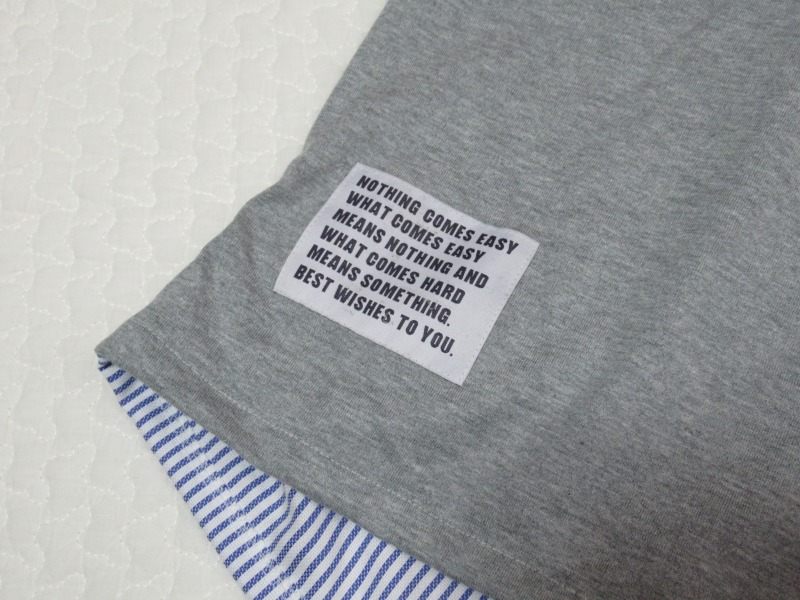 NOTHING COMES EASY
WHAT COMES EASY
MEANS NOTHING AND
WHAT COMES HARD
MEANS SOMETHING.
BEST WISHES TO YOU.